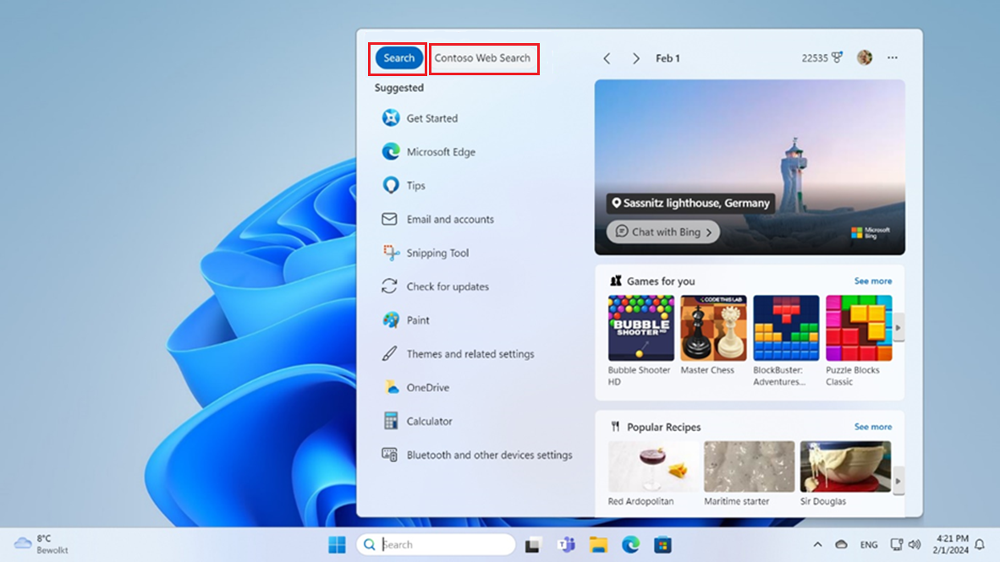 Search
Contoso Web Search
Feb 1
22535
Suggested
Get Started
Microsoft Edge
Tips
Email and accounts
Snipping Tool
Check for updates
Paint
Themes and related settings
OneDrive
Calculator
Bluetooth and other devices settings
Sassnitz lighthouse, Germany
Chat with Bing
Microsoft
Bing
Games for you
See more
BUBBLE
SHOOTER HD
CODETHISLAB
Bubble Shooter
HD
Master Chess
BlockBuster:
Adventures...
Puzzle Blocks
Classic
Popular Recipes
See more
Red Ardopolitan
Maritime starter
Sir Douglas
8°C
Bewolkt
Search
ENG
4:21 PM
2/1/2024